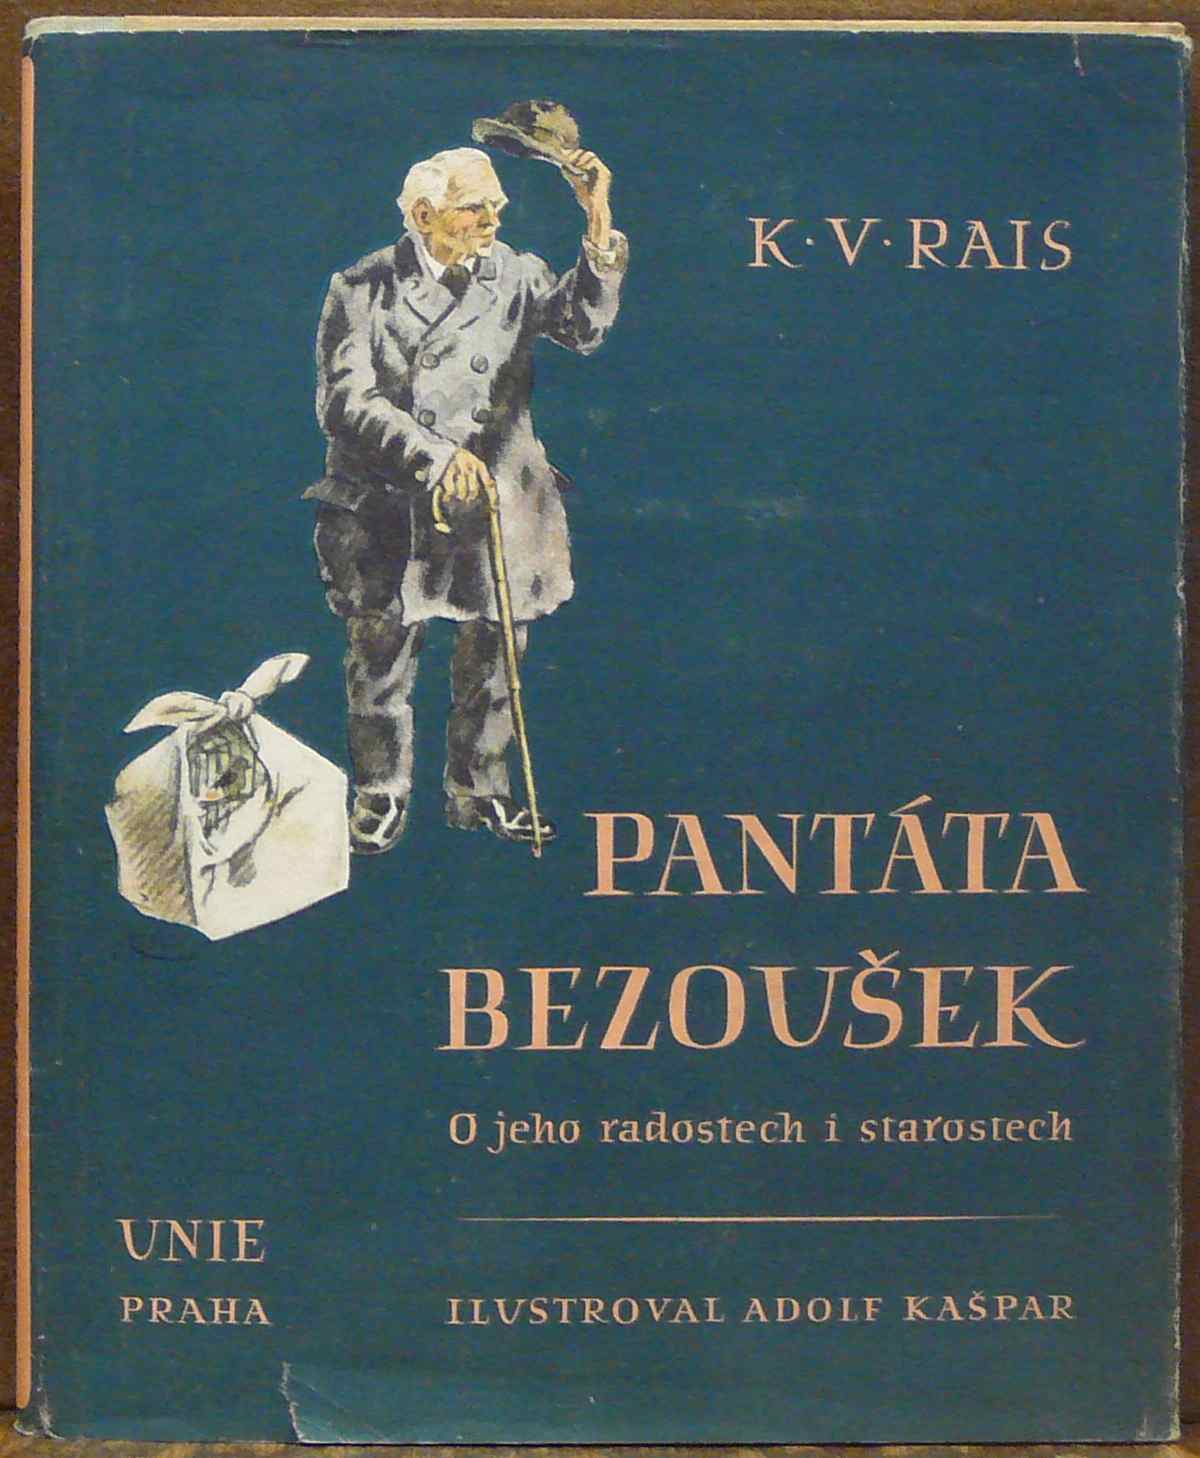 K·V·RAIS
PANTÁTA
BEZOUŠEK
O jeho radostech i starostech
UNIE
PRAHA
ILUSTROVAL ADOLF KAŠPAR